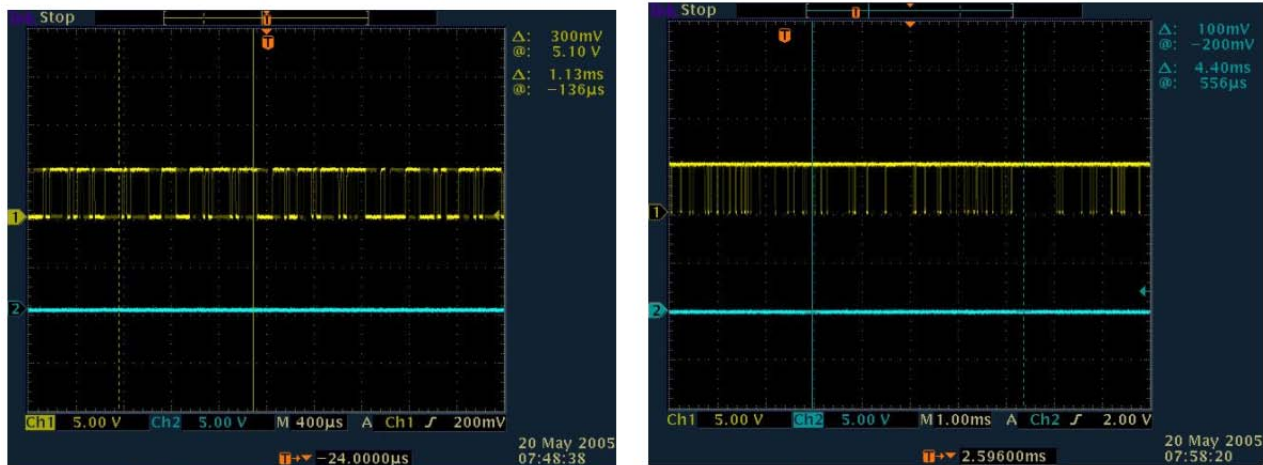 Stop
T
T
Δ: 300mV
@: 5.10 V
Δ: 1.13ms
@: −136µs
1
2
Ch1 5.00 V Ch2 5.00 V M 400µs A Ch1 ƒ 200mV
T→▼ −24.0000µs
20 May 2005
07:48:38
Stop
T
T
Δ: 100mV
@: −200mV
Δ: 4.40ms
@: 556µs
1
2
Ch1 5.00 V Ch2 5.00 V M 1.00ms A Ch2 ƒ 2.00 V
T→▼ 2.59600ms
20 May 2005
07:58:20